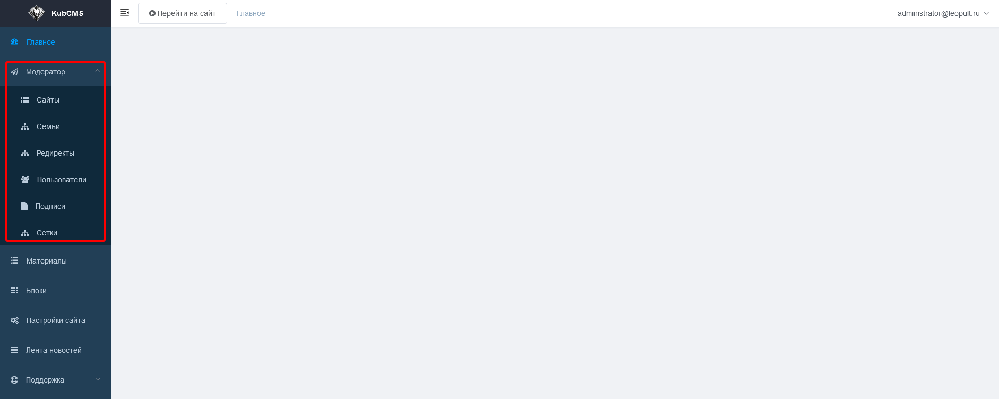 KubCMS
Перейти на сайт
Главное
administrator@leopult.ru
Главное
Модератор
Сайты
Семьи
Редиректы
Пользователи
Подписи
Сетки
Материалы
Блоки
Настройки сайта
Лента новостей
Поддержка